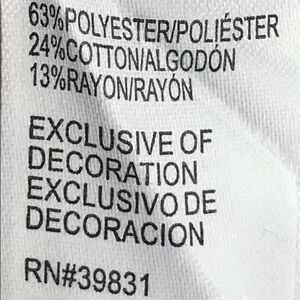 63%POLYESTER/POLIÉSTER
24%COTTON/ALGODÓN
13%RAYON/RAYÓN
EXCLUSIVE OF
DECORATION
EXCLUSIVO DE
DECORACION
RN#39831